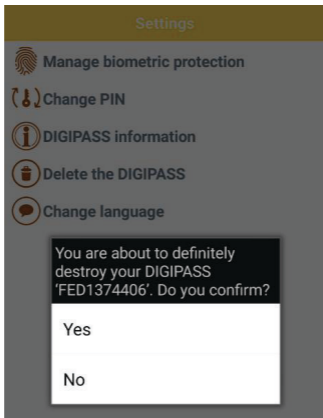 Settings
Manage biometric protection
Change PIN
DIGIPASS information
Delete the DIGIPASS
Change language
You are about to definitely
destroy your DIGIPASS
'FED1374406'. Do you confirm?
Yes
No